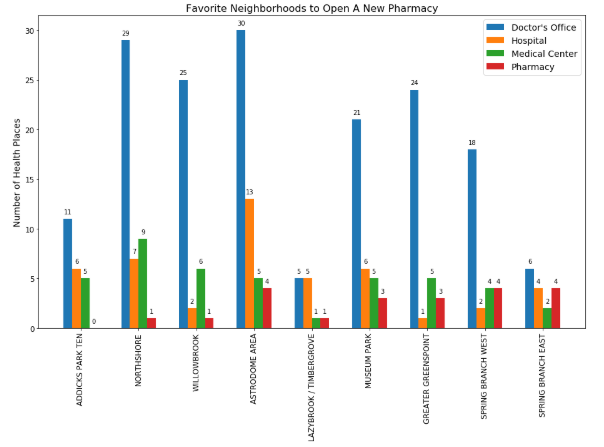 Favorite Neighborhoods to Open A New Pharmacy
Doctor's Office
Hospital
Medical Center
Pharmacy
Number of Health Places
30
25
20
15
10
5
0
11
6
5
0
29
7
9
1
25
2
6
1
30
13
5
4
5
5
1
1
21
6
5
3
24
1
5
3
18
2
4
4
6
4
2
4
ADDICKS PARK TEN
NORTHSHORE
WILLOWBROOK
ASTRODOME AREA
LAZYBROOK / TIMBERGROVE
MUSEUM PARK
GREATER GREENSPOINT
SPRING BRANCH WEST
SPRING BRANCH EAST